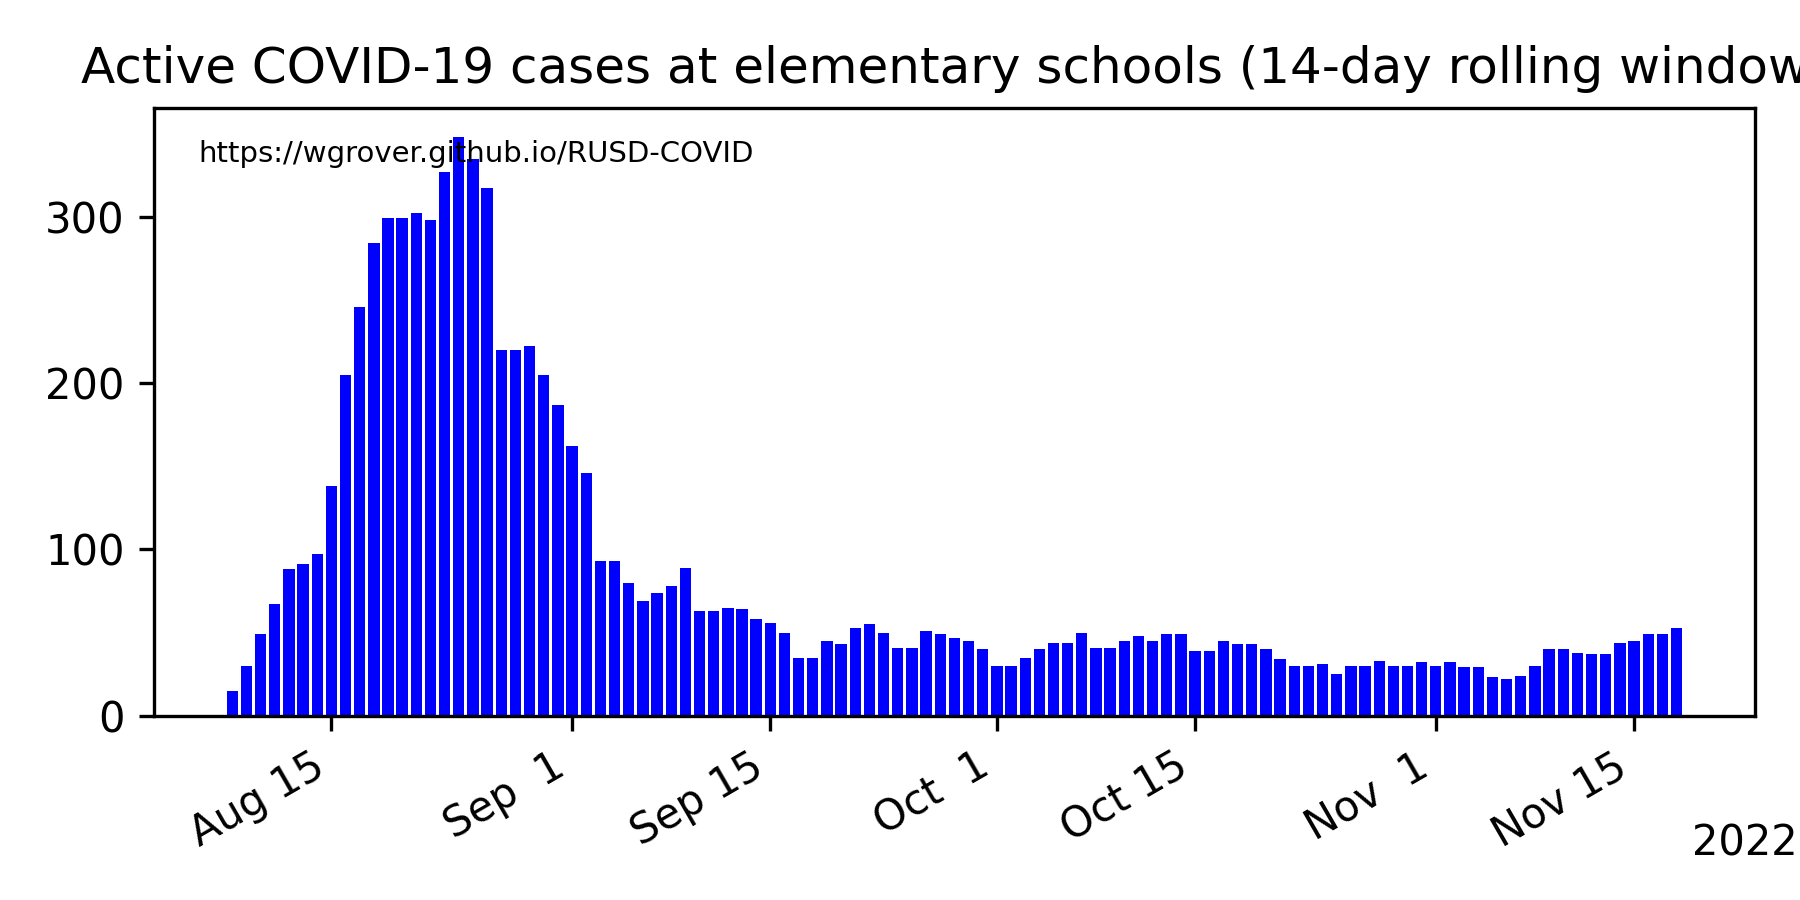 Active COVID-19 cases at elementary schools (14-day rolling window
https://wgrover.github.io/RUSD-COVID
300
200
100
0
Aug 15
Sep 1
Sep 15
Oct 1
Oct 15
Nov 1
Nov 15
2022